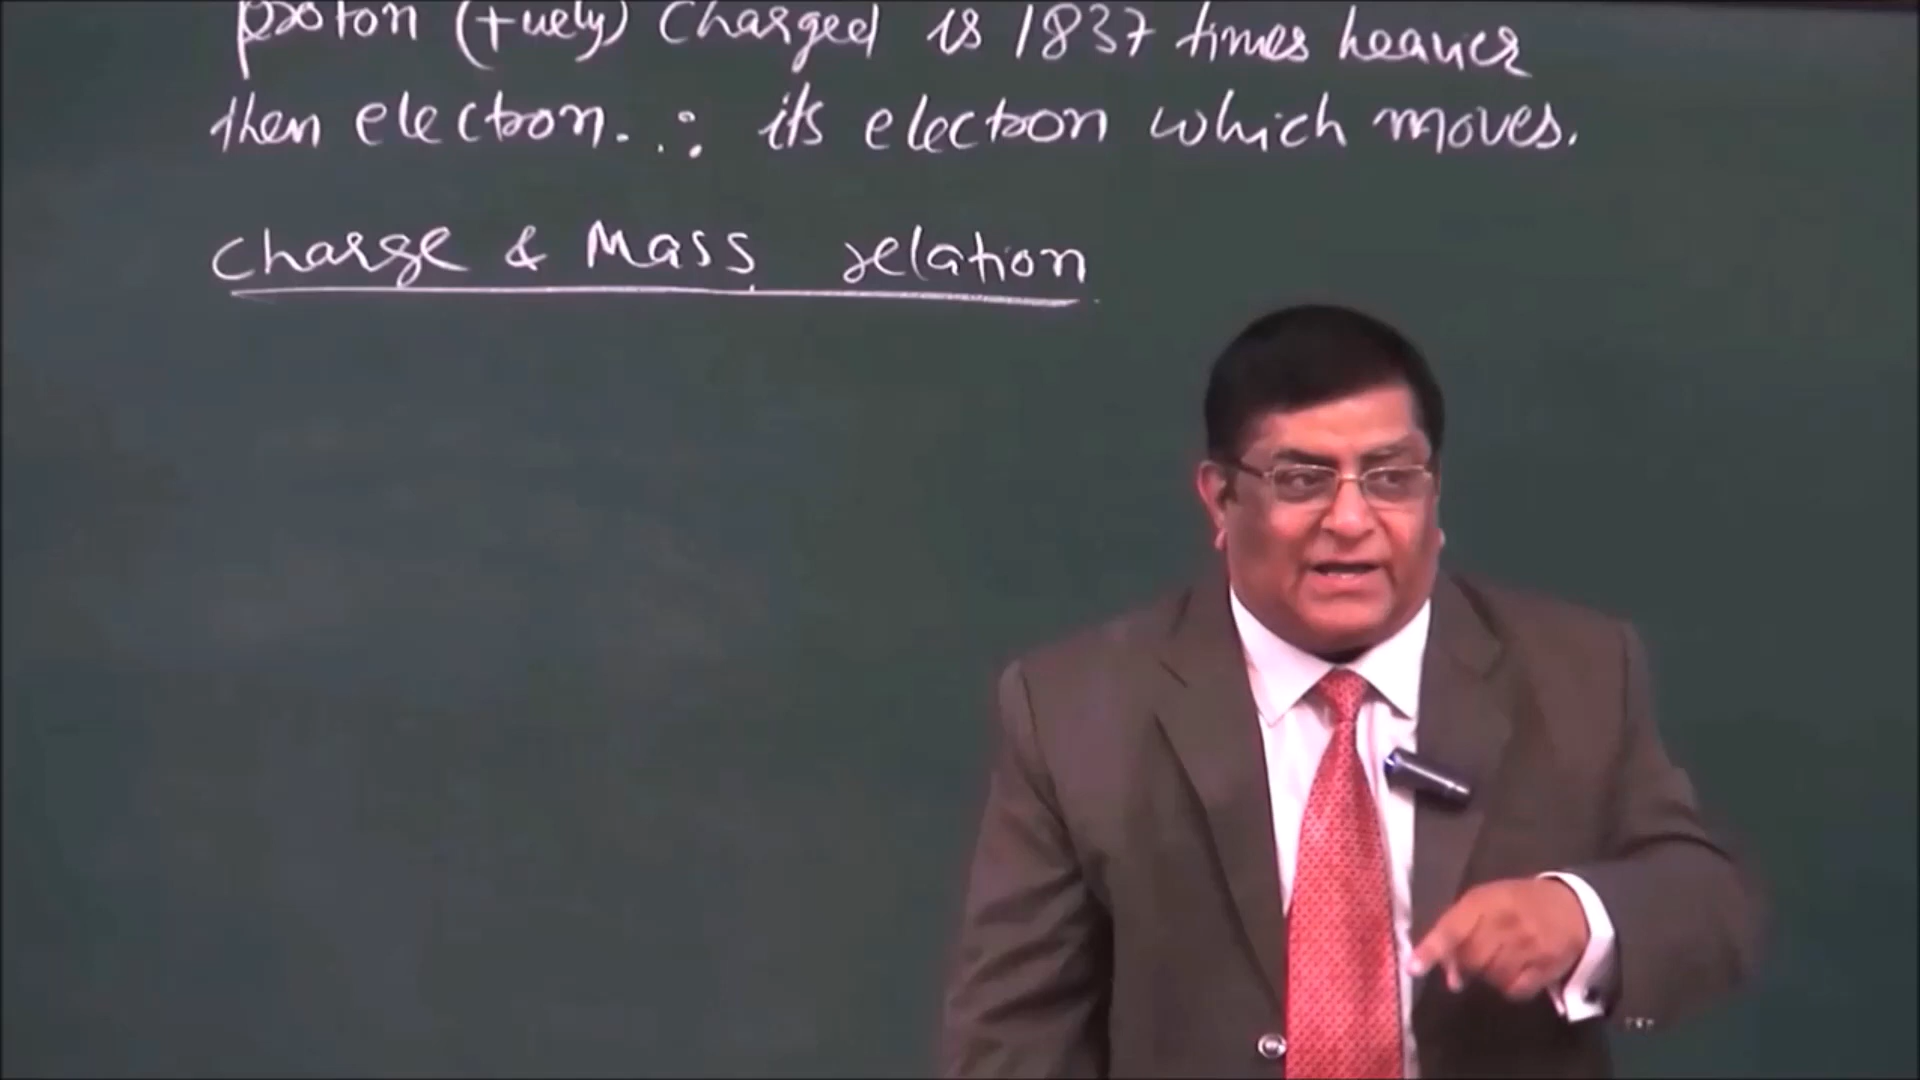 proton (+vely) charged is 1837 times heavier
then electron. ∴ its electron which moves.
charge & Mass relation